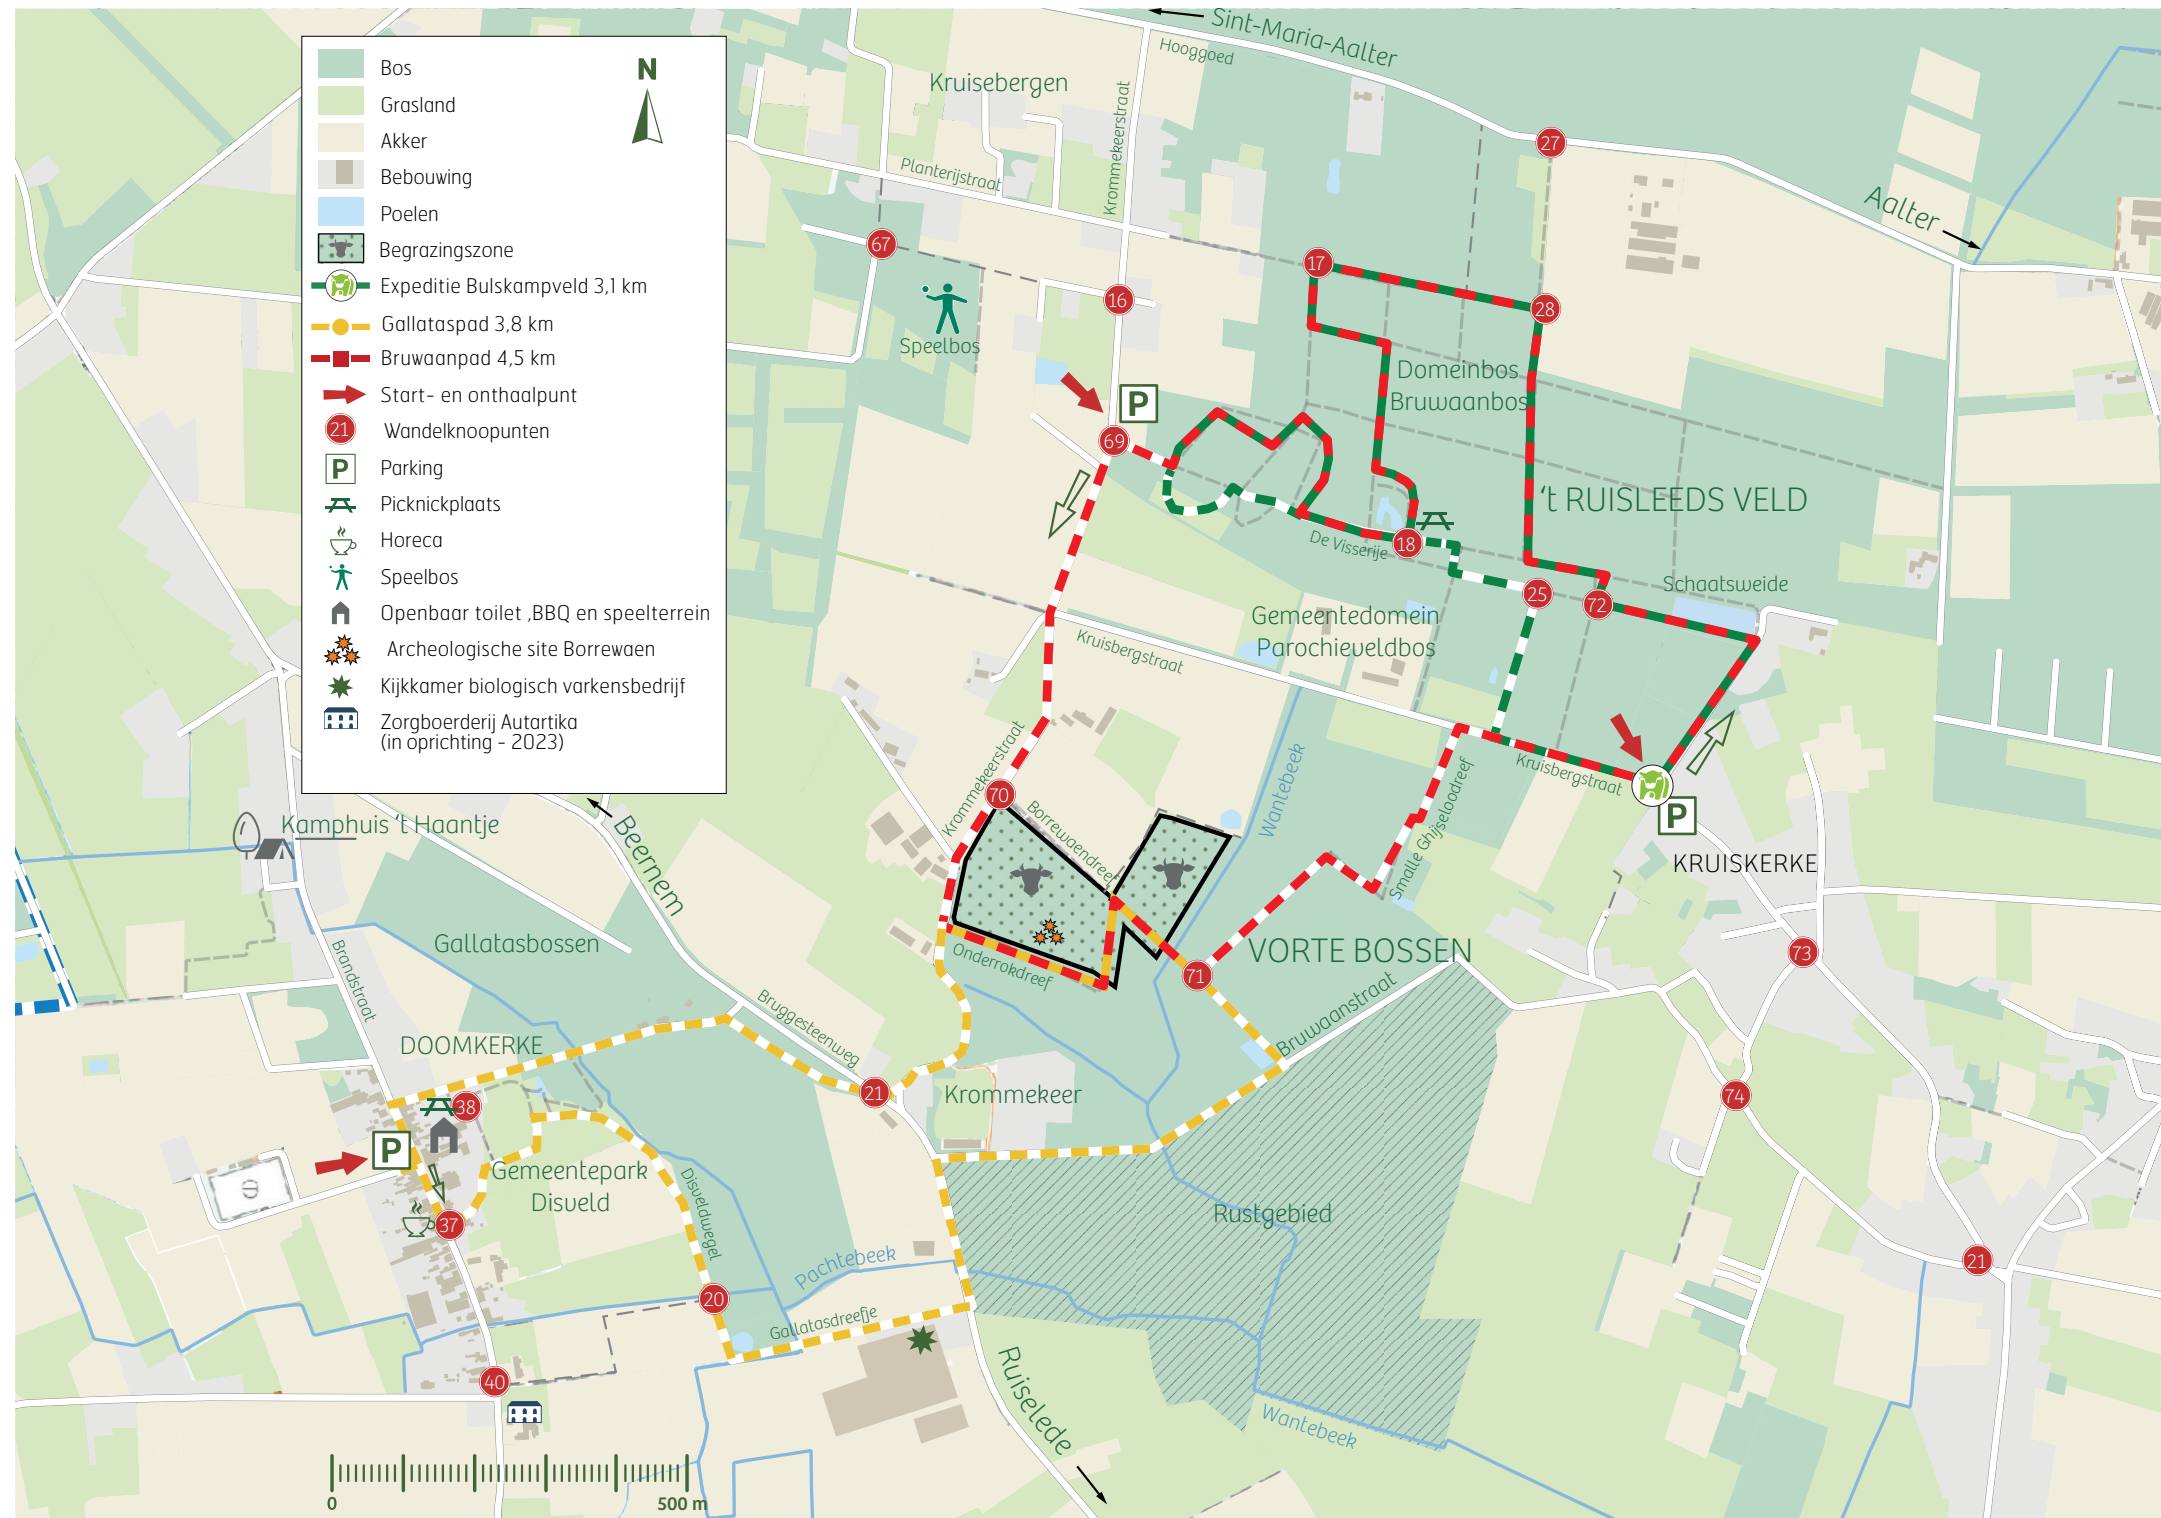 Bos
Grasland
Akker
Bebouwing
Poelen
Begrazingszone
Expeditie Bulskampveld 3,1 km
Gallataspad 3,8 km
Bruwaanpad 4,5 km
Start- en onthaalpunt
21 Wandelknoopunten
P Parking
Picknickplaats
Horeca
Speelbos
Openbaar toilet ,BBQ en speelterrein
Archeologische site Borrewaen
Kijkkamer biologisch varkensbedrijf
Zorgboerderij Autartika
(in oprichting - 2023)
N
Sint-Maria-Aalter
Hooggoed
Kruisebergen
Krommekeerstraat
Planterijstraat
27
Aalter
67
17
16
28
Speelbos
Domeinbos
Bruwaanbos
P
69
't RUISLEEDS VELD
De Visserije
18
25
72
Schaatsweide
Gemeentedomein
Parochieveldbos
Kruisbergstraat
Krommekeerstraat
Wantebeek
Kruisbergstraat
Smalle Ghijseloodreef
70
Borrewaendreef
P
KRUISKERKE
Kamphuis 't Haantje
Beernem
Gallatasbossen
Brandstraat
Onderrokdreef
71
VORTE BOSSEN
73
Bruwaanstraat
Bruggesteenweg
DOOMKERKE
21
Krommekeer
38
74
P
Gemeentepark
Disveld
Disveldwegel
37
Rustgebied
Pachtebeek
21
20
Gallatasdreefje
40
Ruiselede
Wantebeek
0
500 m